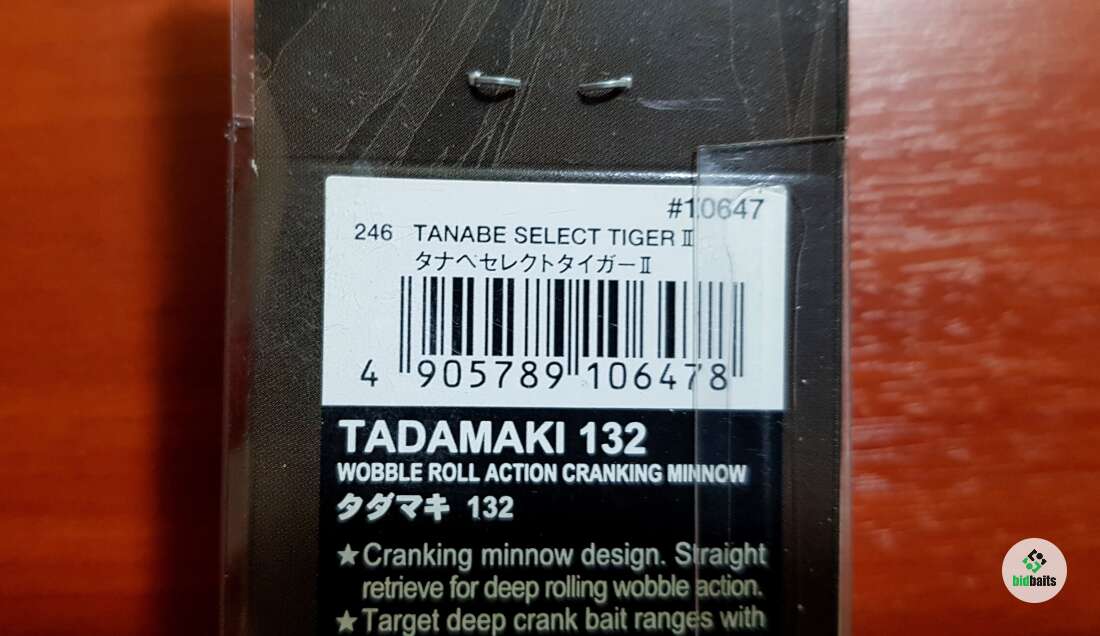 #10647
246 TANABE SELECT TIGER Ⅱ
タナベセレクトタイガーⅡ
4 905789 106478
TADAMAKI 132
WOBBLE ROLL ACTION CRANKING MINNOW
タダマキ 132
★Cranking minnow design. Straight
retrieve for deep rolling wobble action.
★Target deep crank bait ranges with
bidbaits